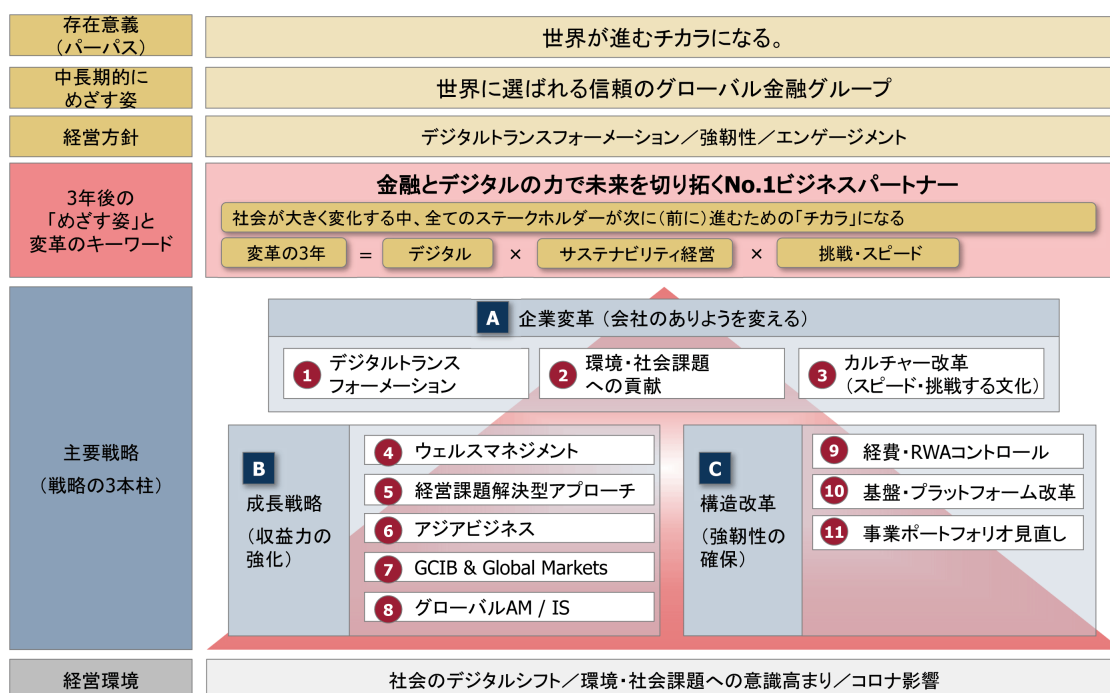 存在意義
（パーパス）
世界が進むチカラになる。
中長期的に
めざす姿
世界に選ばれる信頼のグローバル金融グループ
経営方針
デジタルトランスフォーメーション／強靭性／エンゲージメント
3年後の
「めざす姿」と
変革のキーワード
金融とデジタルの力で未来を切り拓くNo.1ビジネスパートナー
社会が大きく変化する中、全てのステークホルダーが次に（前に）進むための「チカラ」になる
変革の3年 = デジタル × サステナビリティ経営 × 挑戦・スピード
主要戦略
（戦略の3本柱）
A 企業変革（会社のありようを変える）
1 デジタルトランス
フォーメーション
2 環境・社会課題
への貢献
3 カルチャー改革
（スピード・挑戦する文化）
B
成長戦略
（収益力の
強化）
4 ウェルスマネジメント
5 経営課題解決型アプローチ
6 アジアビジネス
7 GCIB & Global Markets
8 グローバルAM / IS
C
構造改革
（強靭性の
確保）
9 経費・RWAコントロール
10 基盤・プラットフォーム改革
11 事業ポートフォリオ見直し
経営環境
社会のデジタルシフト／環境・社会課題への意識高まり／コロナ影響